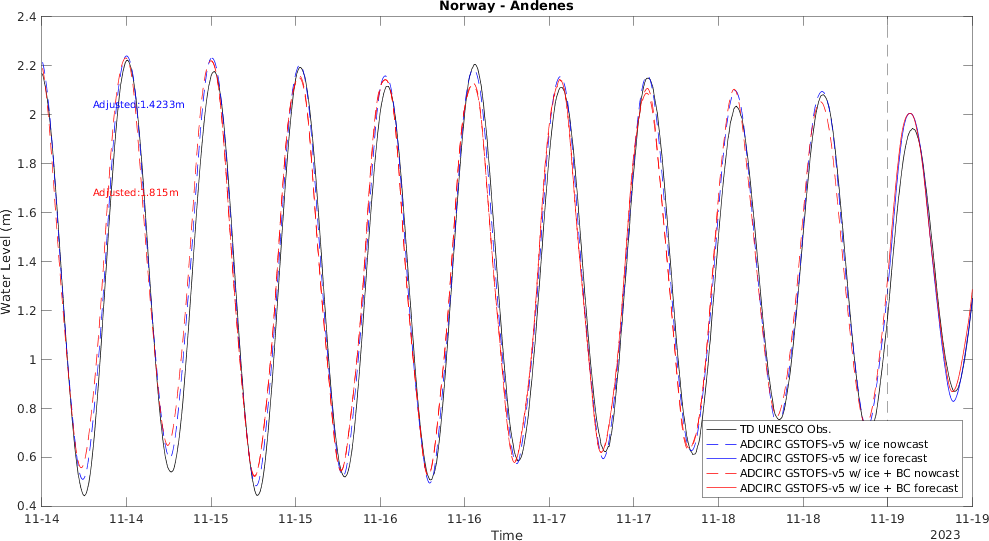 Norway - Andenes
2.4
2.2
2
1.8
1.6
1.4
1.2
1
0.8
0.6
0.4
Water Level (m)
Adjusted:1.4233m
Adjusted:1.815m
TD UNESCO Obs.
ADCIRC GSTOFS-v5 w/ ice nowcast
ADCIRC GSTOFS-v5 w/ ice forecast
ADCIRC GSTOFS-v5 w/ ice + BC nowcast
ADCIRC GSTOFS-v5 w/ ice + BC forecast
11-14 11-14 11-15 11-15 11-16 11-16 11-17 11-17 11-18 11-18 11-19 11-19
Time
2023